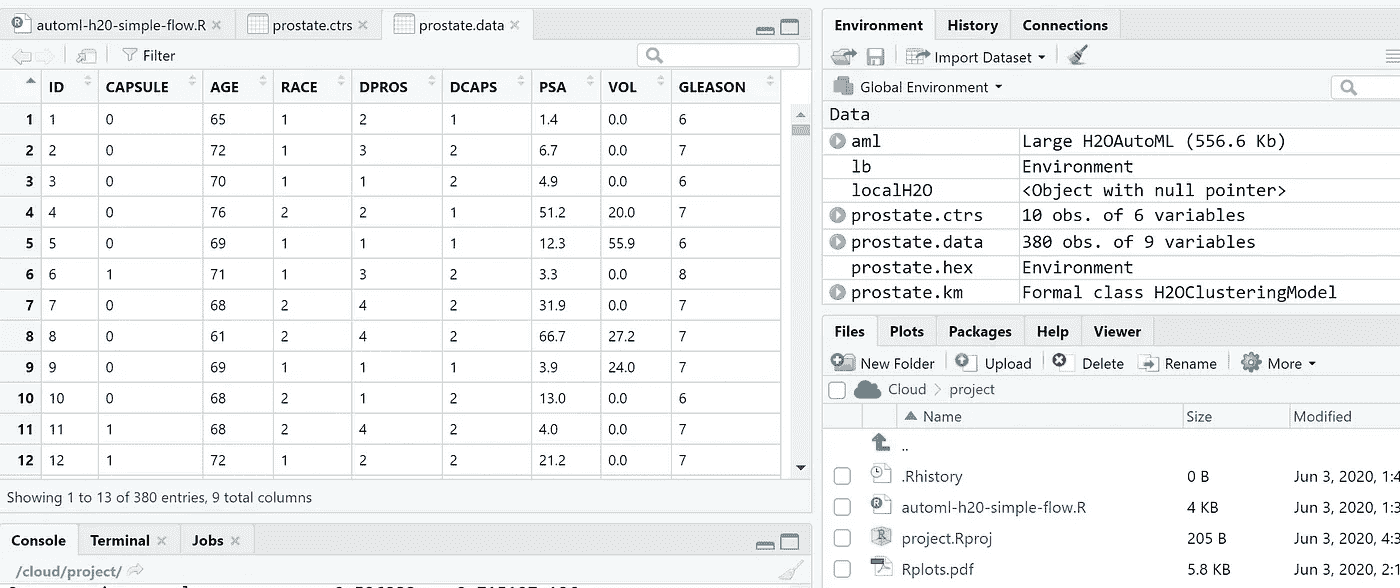 automl-h20-simple-flow.R prostate.ctrs prostate.data
Filter
ID CAPSULE AGE RACE DPROS DCAPS PSA VOL GLEASON
1 1 0 65 1 2 1 1.4 0.0 6
2 2 0 72 1 3 2 6.7 0.0 7
3 3 0 70 1 1 2 4.9 0.0 6
4 4 0 76 2 2 1 51.2 20.0 7
5 5 0 69 1 1 1 12.3 55.9 6
6 6 1 71 1 3 2 3.3 0.0 8
7 7 0 68 2 4 2 31.9 0.0 7
8 8 0 61 2 4 2 66.7 27.2 7
9 9 0 69 1 1 1 3.9 24.0 7
10 10 0 68 2 1 2 13.0 0.0 6
11 11 1 68 2 4 2 4.0 0.0 7
12 12 1 72 1 2 2 21.2 0.0 7
Showing 1 to 13 of 380 entries, 9 total columns
Console Terminal Jobs
/cloud/project/
Environment History Connections
Import Dataset
Global Environment
Data
aml Large H2OAutoML (556.6 Kb)
lb Environment
localH2O <Object with null pointer>
prostate.ctrs 10 obs. of 6 variables
prostate.data 380 obs. of 9 variables
prostate.hex Environment
prostate.km Formal class H2OClusteringModel
Files Plots Packages Help Viewer
New Folder Upload Delete Rename More
Cloud project
Name Size Modified
..
.Rhistory 0 B Jun 3, 2020, 1:4
automl-h20-simple-flow.R 4 KB Jun 3, 2020, 1:3
project.Rproj 205 B Jun 3, 2020, 4:3
Rplots.pdf 5.8 KB Jun 3, 2020, 2:1